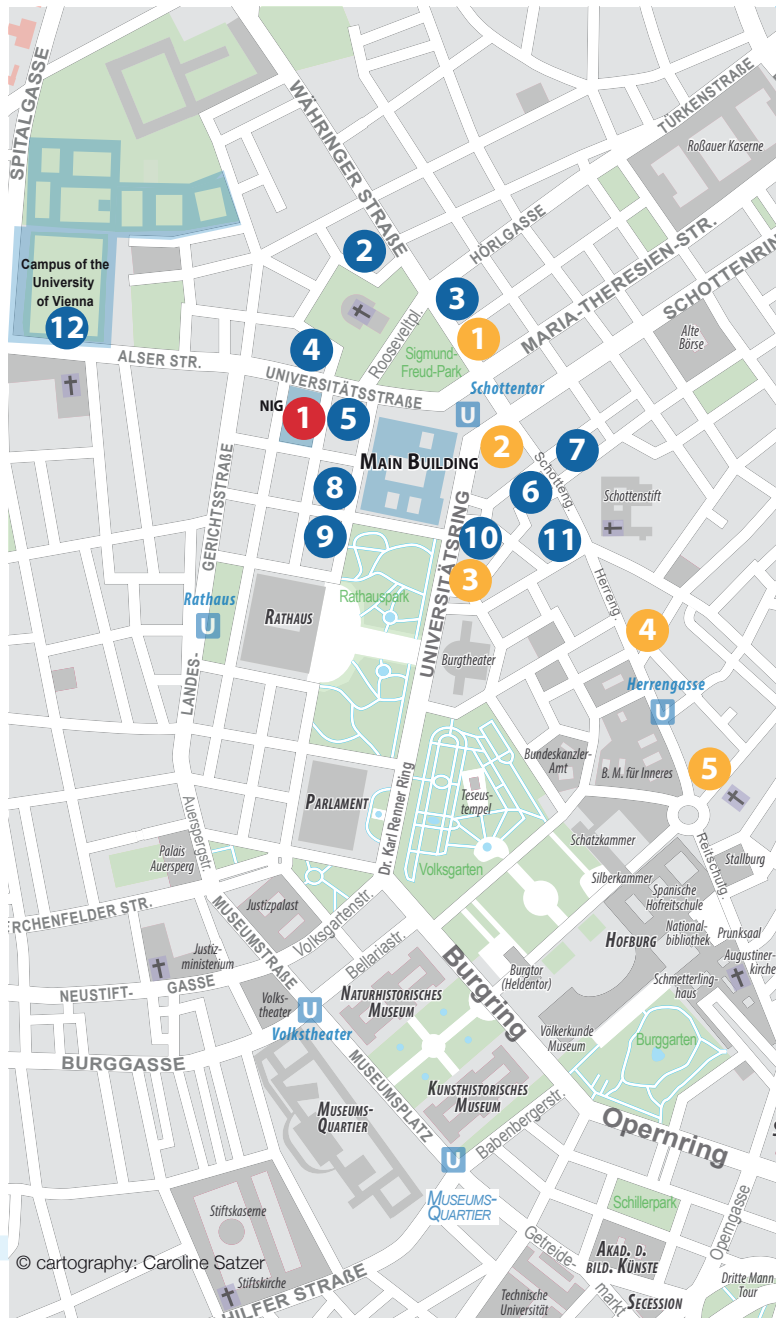 SPITALGASSE
WÄHRINGER STRAßE
TÜRKENSTRAßE
Roßauer Kaserne
HÖRLGASSE
MARIA-THERESIEN-STR.
SCHOTTENRIN
2
Campus of the
University
of Vienna
12
3
1
Rooseveltpl.
Sigmund-
Freud-Park
Alte
Börse
4
ALSER STR.
UNIVERSITÄTSSTRAßE
Schottentor
U
NIG
1
5
MAIN BUILDING
2
7
Schotteng.
6
8
Schottenstift
GERICHTSSTRAßE
LANDES-
9
10
11
UNIVERSITÄTSRING
3
Herreng.
Rathaus
U
RATHAUS
Rathauspark
4
Burgtheater
Herrengasse
U
Bundeskanzler-
Amt
B. M. für Inneres
5
PARLAMENT
Dr. Karl Renner Ring
Teseus-
tempel
Volksgarten
Schatzkammer
Silberkammer
Reitschulg.
Stallburg
Spanische
Hofreitschule
Auerspergstr.
Palais
Auersperg
ERCHENFELDER STR.
MUSEUMSTRAßE
Justizpalast
Volksgartenstr.
HOFBURG
National-
bibliothek
Prunksaal
Augustiner-
kirche
Justiz-
ministerium
Bellariastr.
Burgring
Burgtor
(Heldentor)
Schmetterling-
haus
NEUSTIFT-
GASSE
Volks-
theater
U
Volkstheater
NATURHISTORISCHES
MUSEUM
Völkerkunde
Museum
Burggarten
BURGGASSE
MUSEUMSPLATZ
KUNSTHISTORISCHES
MUSEUM
MUSEUMS-
QUARTIER
Babenbergerstr.
Opernring
U
MUSEUMS-
QUARTIER
Schillerpark
Operngasse
Stiftskaserne
Getreide-
markt
AKAD. D.
BILD. KÜNSTE
© cartography: Caroline Satzer
Stiftskirche
HILFER STRAßE
Technische
Universität
SECESSION
Dritte Mann
Tour